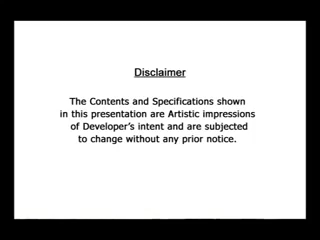 Disclaimer
The Contents and Specifications shown
in this presentation are Artistic impressions
of Developer's intent and are subjected
to change without any prior notice.